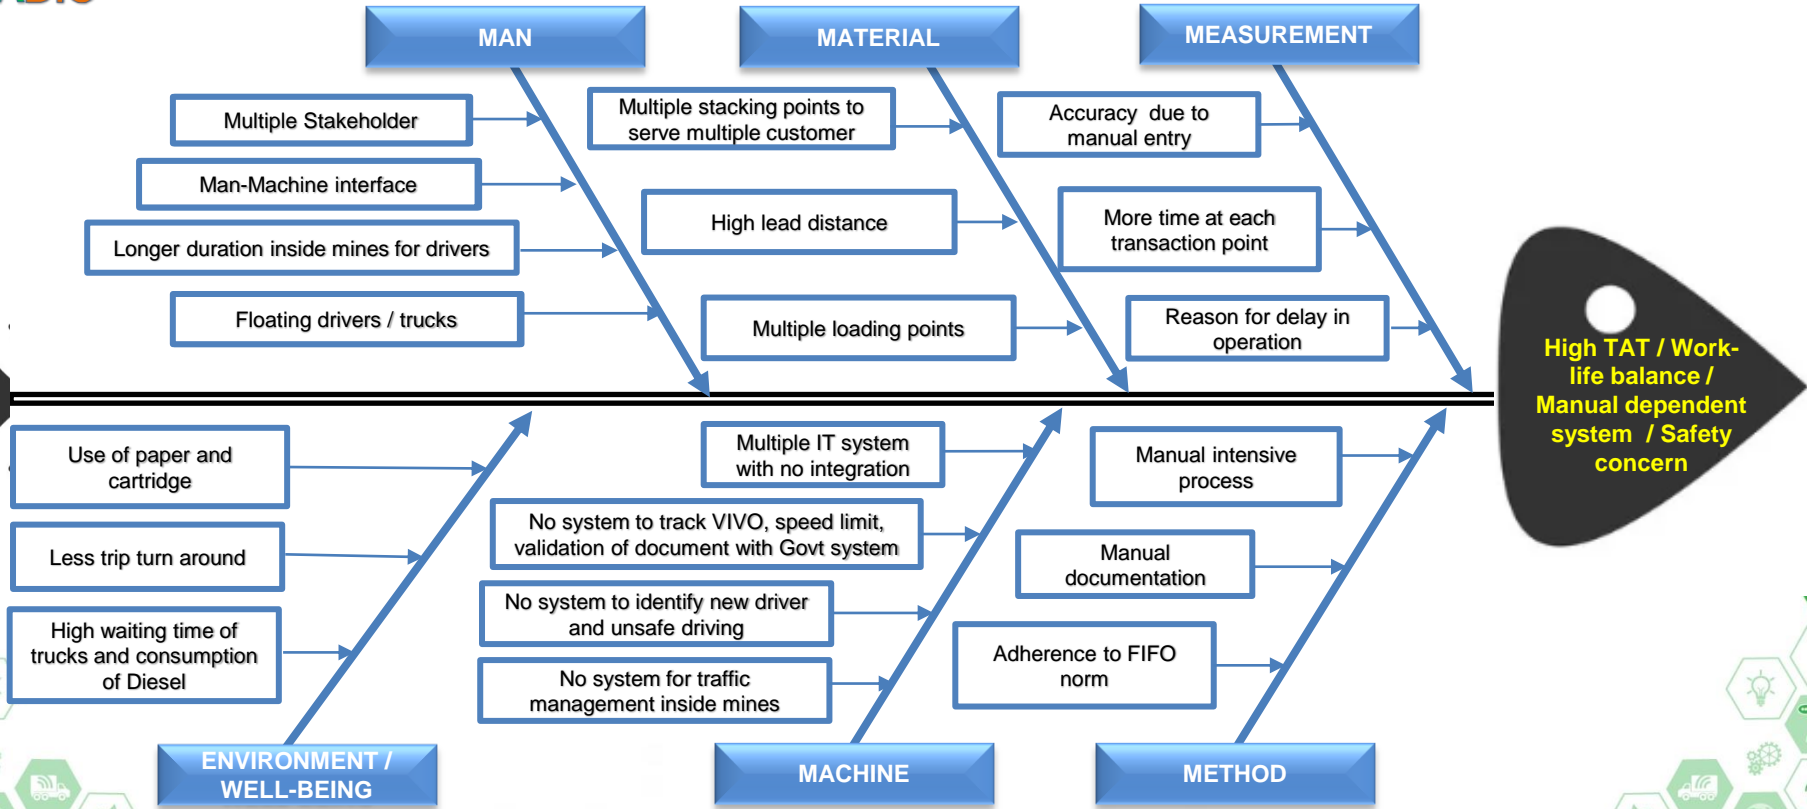 MAN
MATERIAL
MEASUREMENT
Multiple Stakeholder
Man-Machine interface
Longer duration inside mines for drivers
Floating drivers / trucks
Multiple stacking points to
serve multiple customer
High lead distance
Multiple loading points
Accuracy due to
manual entry
More time at each
transaction point
Reason for delay in
operation
High TAT / Work-
life balance /
Manual dependent
system / Safety
concern
Use of paper and
cartridge
Less trip turn around
High waiting time of
trucks and consumption
of Diesel
Multiple IT system
with no integration
No system to track VIVO, speed limit,
validation of document with Govt system
No system to identify new driver
and unsafe driving
No system for traffic
management inside mines
Manual intensive
process
Manual
documentation
Adherence to FIFO
norm
ENVIRONMENT /
WELL-BEING
MACHINE
METHOD